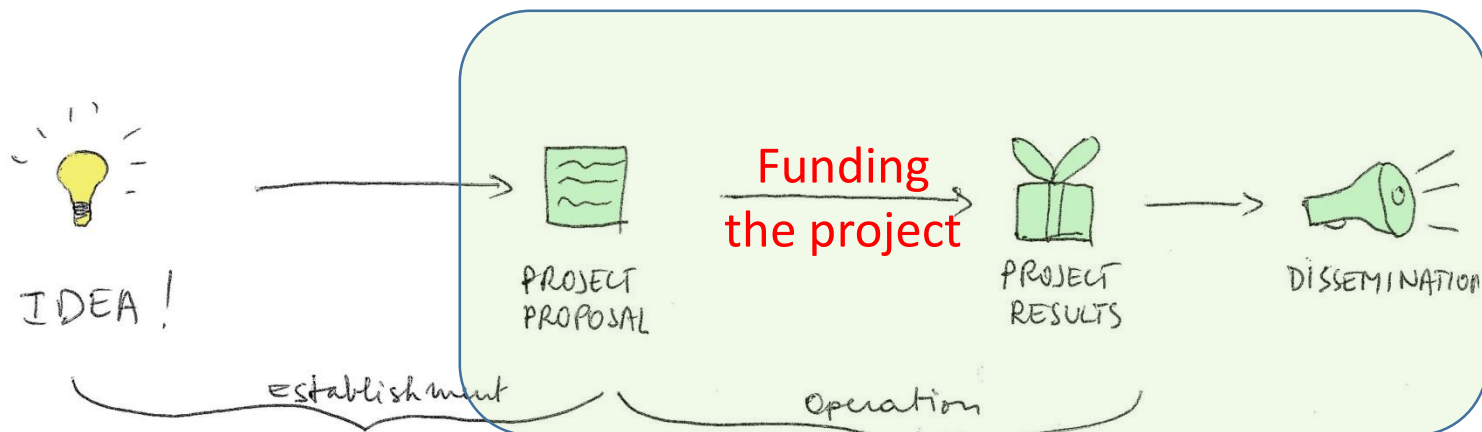 Funding
the project
IDEA !
PROJECT
PROPOSAL
PROJECT
RESULTS
DISSEMINATION
Establishment
Operation